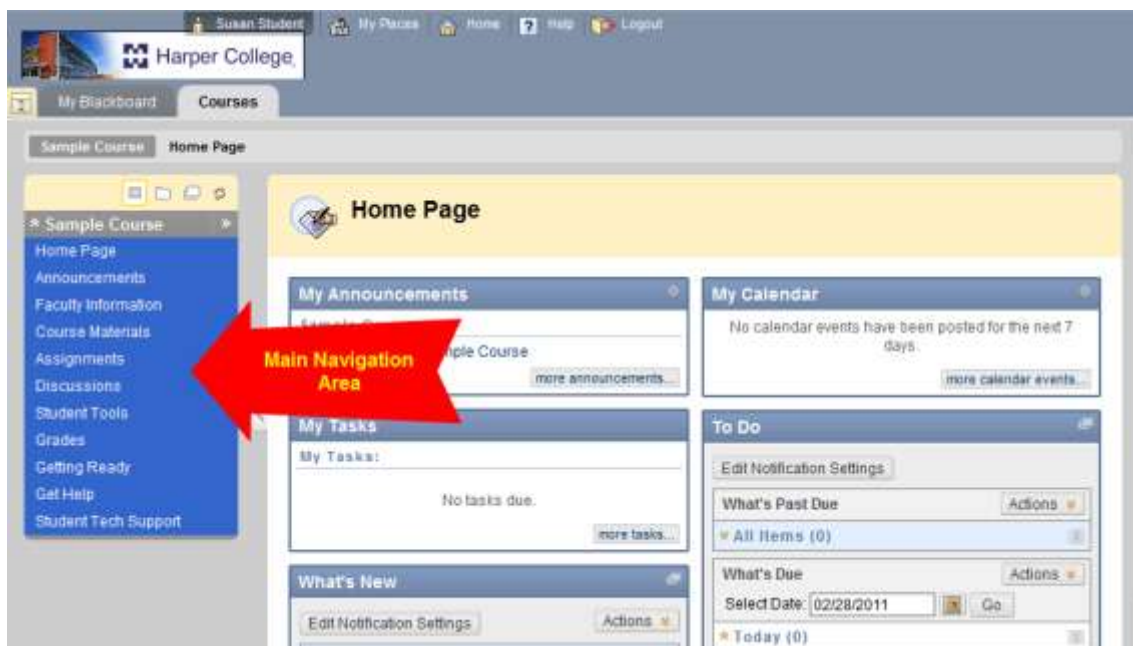 Susan Student My Places Home Help Logout
Harper College
My Blackboard Courses
Sample Course Home Page
Sample Course
Home Page
Announcements
Faculty Information
Course Materials
Assignments
Discussions
Student Tools
Grades
Getting Ready
Get Help
Student Tech Support
Main Navigation
Area
Home Page
My Announcements
Course
more announcements...
My Tasks
My Tasks:
No tasks due.
more tasks...
What's New
Edit Notification Settings Actions
My Calendar
No calendar events have been posted for the next 7
days.
more calendar events...
To Do
Edit Notification Settings
What's Past Due Actions
All Items (0)
What's Due Actions
Select Date: 02/28/2011 Go
Today (0)